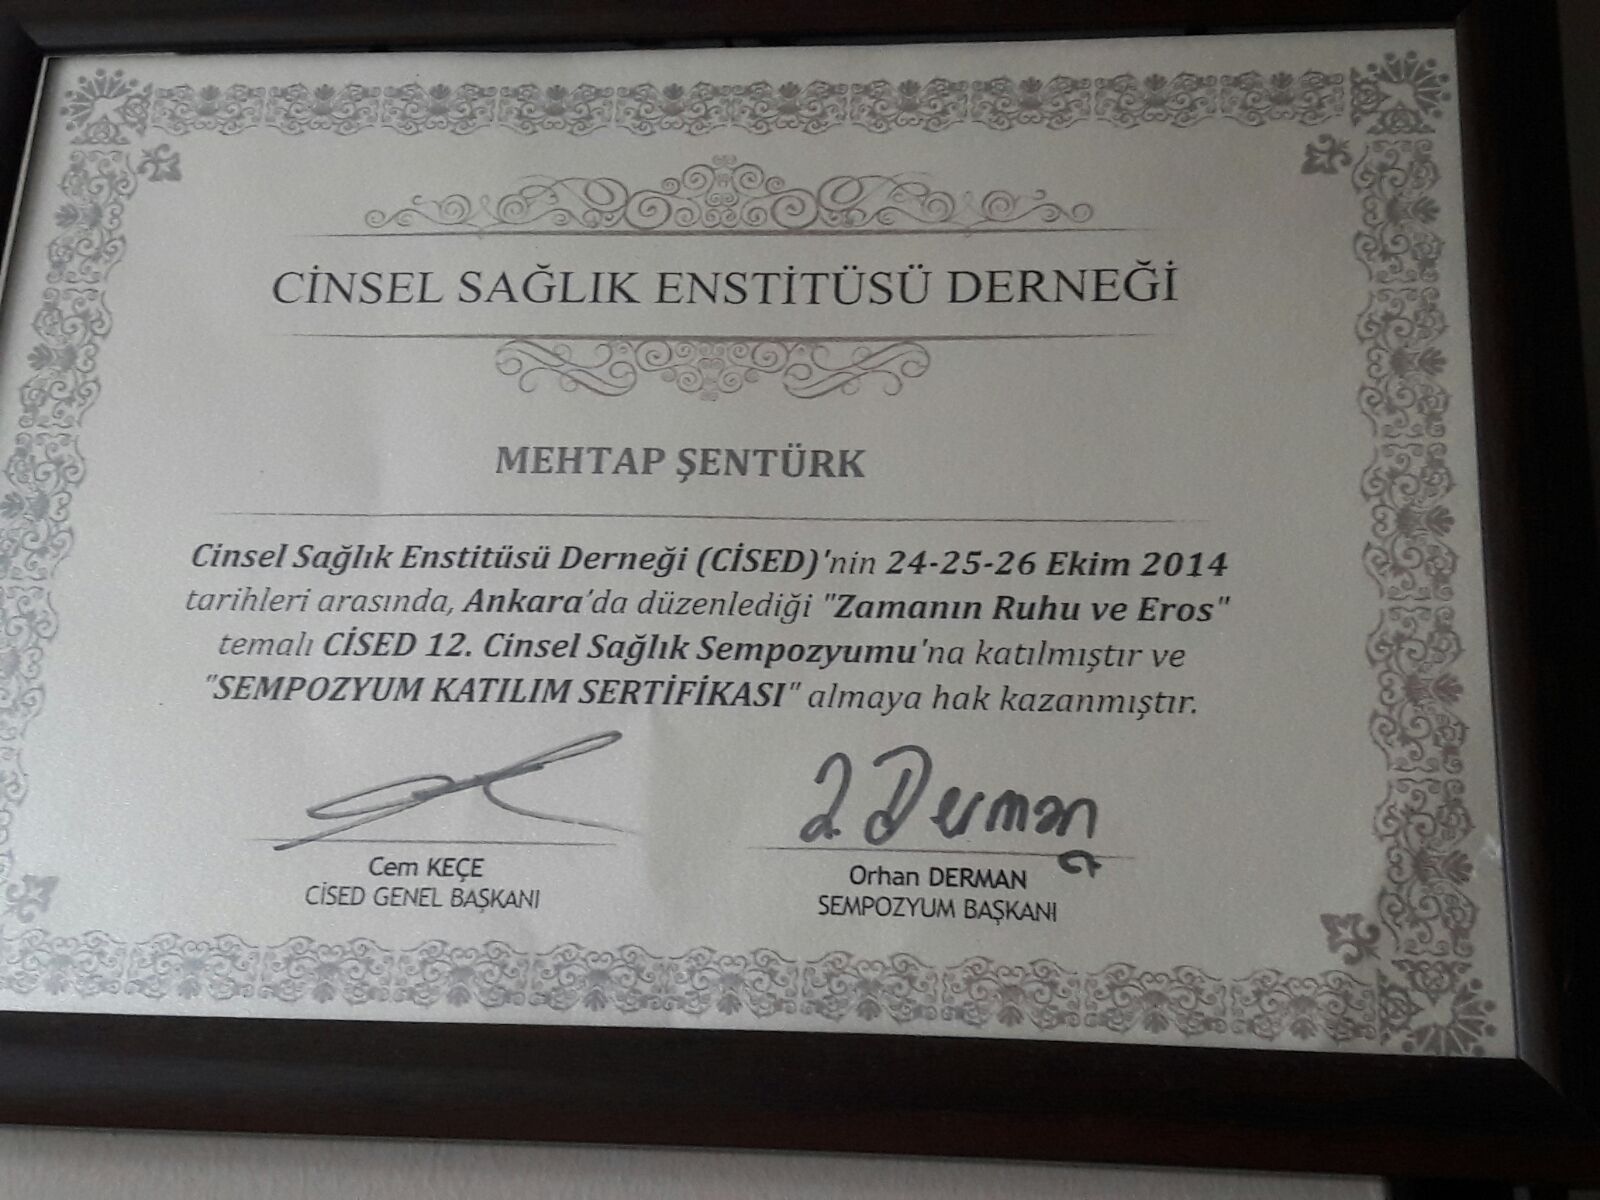 CİNSEL SAĞLIK ENSTİTÜSÜ DERNEĞİ
MEHTAP ŞENTÜRK
Cinsel Sağlık Enstitüsü Derneği (CİSED)'nin 24-25-26 Ekim 2014
tarihleri arasında, Ankara'da düzenlediği "Zamanın Ruhu ve Eros"
temalı CİSED 12. Cinsel Sağlık Sempozyumu'na katılmıştır ve
"SEMPOZYUM KATILIM SERTİFİKASI" almaya hak kazanmıştır.
Derman
Cem KEÇE
CİSED GENEL BAŞKANI
Orhan DERMAN
SEMPOZYUM BAŞKANI